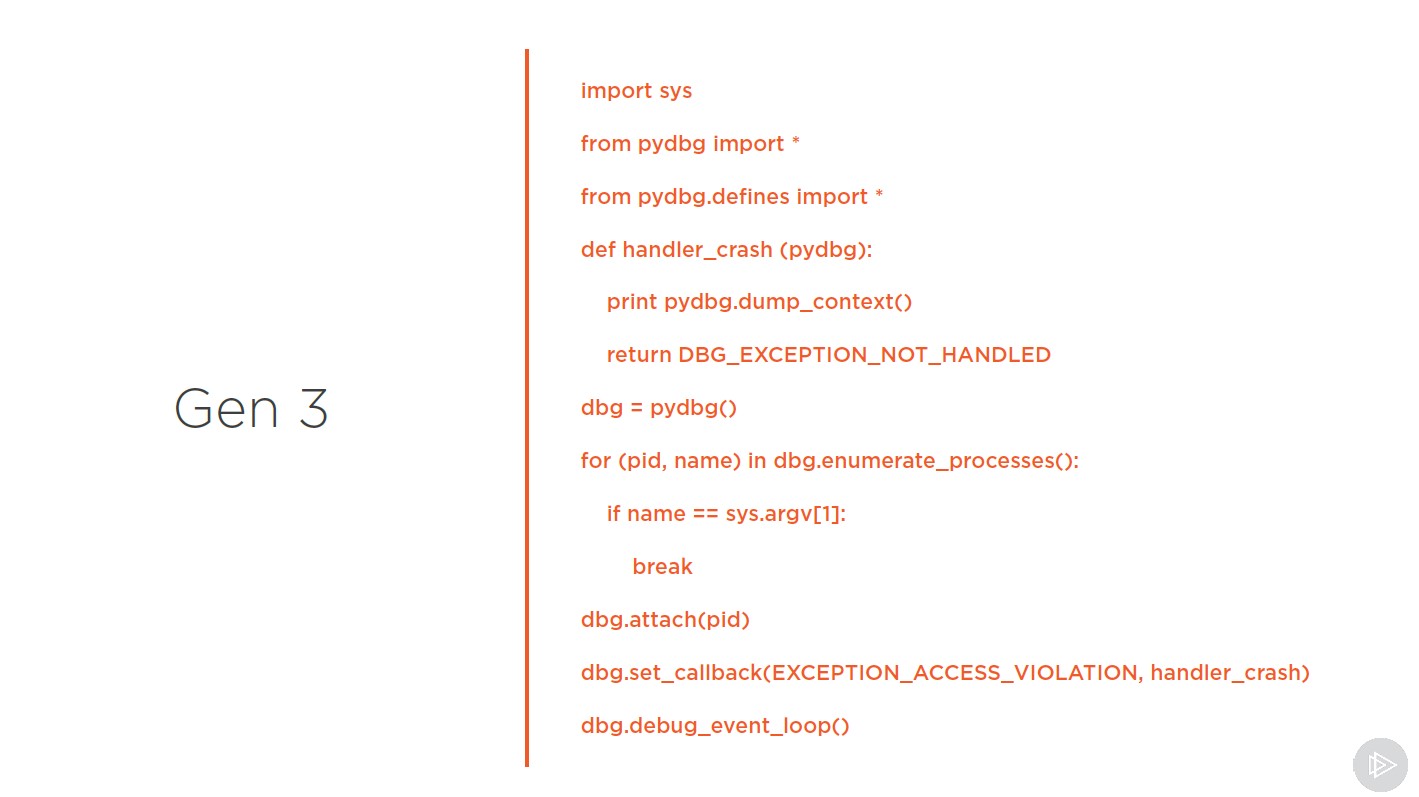 Gen 3
import sys
from pydbg import *
from pydbg.defines import *
def handler_crash (pydbg):
print pydbg.dump_context()
return DBG_EXCEPTION_NOT_HANDLED
dbg = pydbg()
for (pid, name) in dbg.enumerate_processes():
if name == sys.argv[1]:
break
dbg.attach(pid)
dbg.set_callback(EXCEPTION_ACCESS_VIOLATION, handler_crash)
dbg.debug_event_loop()